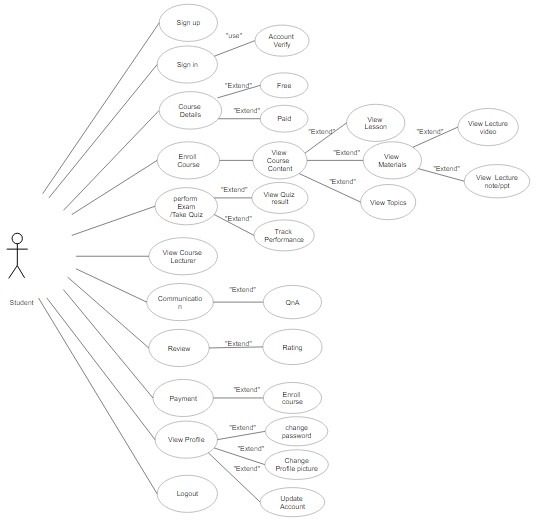 Sign up
"use"
Account
Verify
Sign in
"Extend"
Free
Course
Details
"Extend"
Paid
View
Lesson
"Extend"
View Lecture
video
"Extend"
Enroll
Course
View
Course
Content
"Extend"
View
Materials
"Extend"
View Lecture
note/ppt
"Extend"
View Topics
perform
Exam
/Take Quiz
"Extend"
View Quiz
result
"Extend"
Track
Performance
View Course
Lecturer
Student
Communicatio
n
"Extend"
QnA
Review
"Extend"
Rating
Payment
"Extend"
Enroll
course
View Profile
"Extend"
change
password
"Extend"
Change
Profile picture
"Extend"
Update
Account
Logout